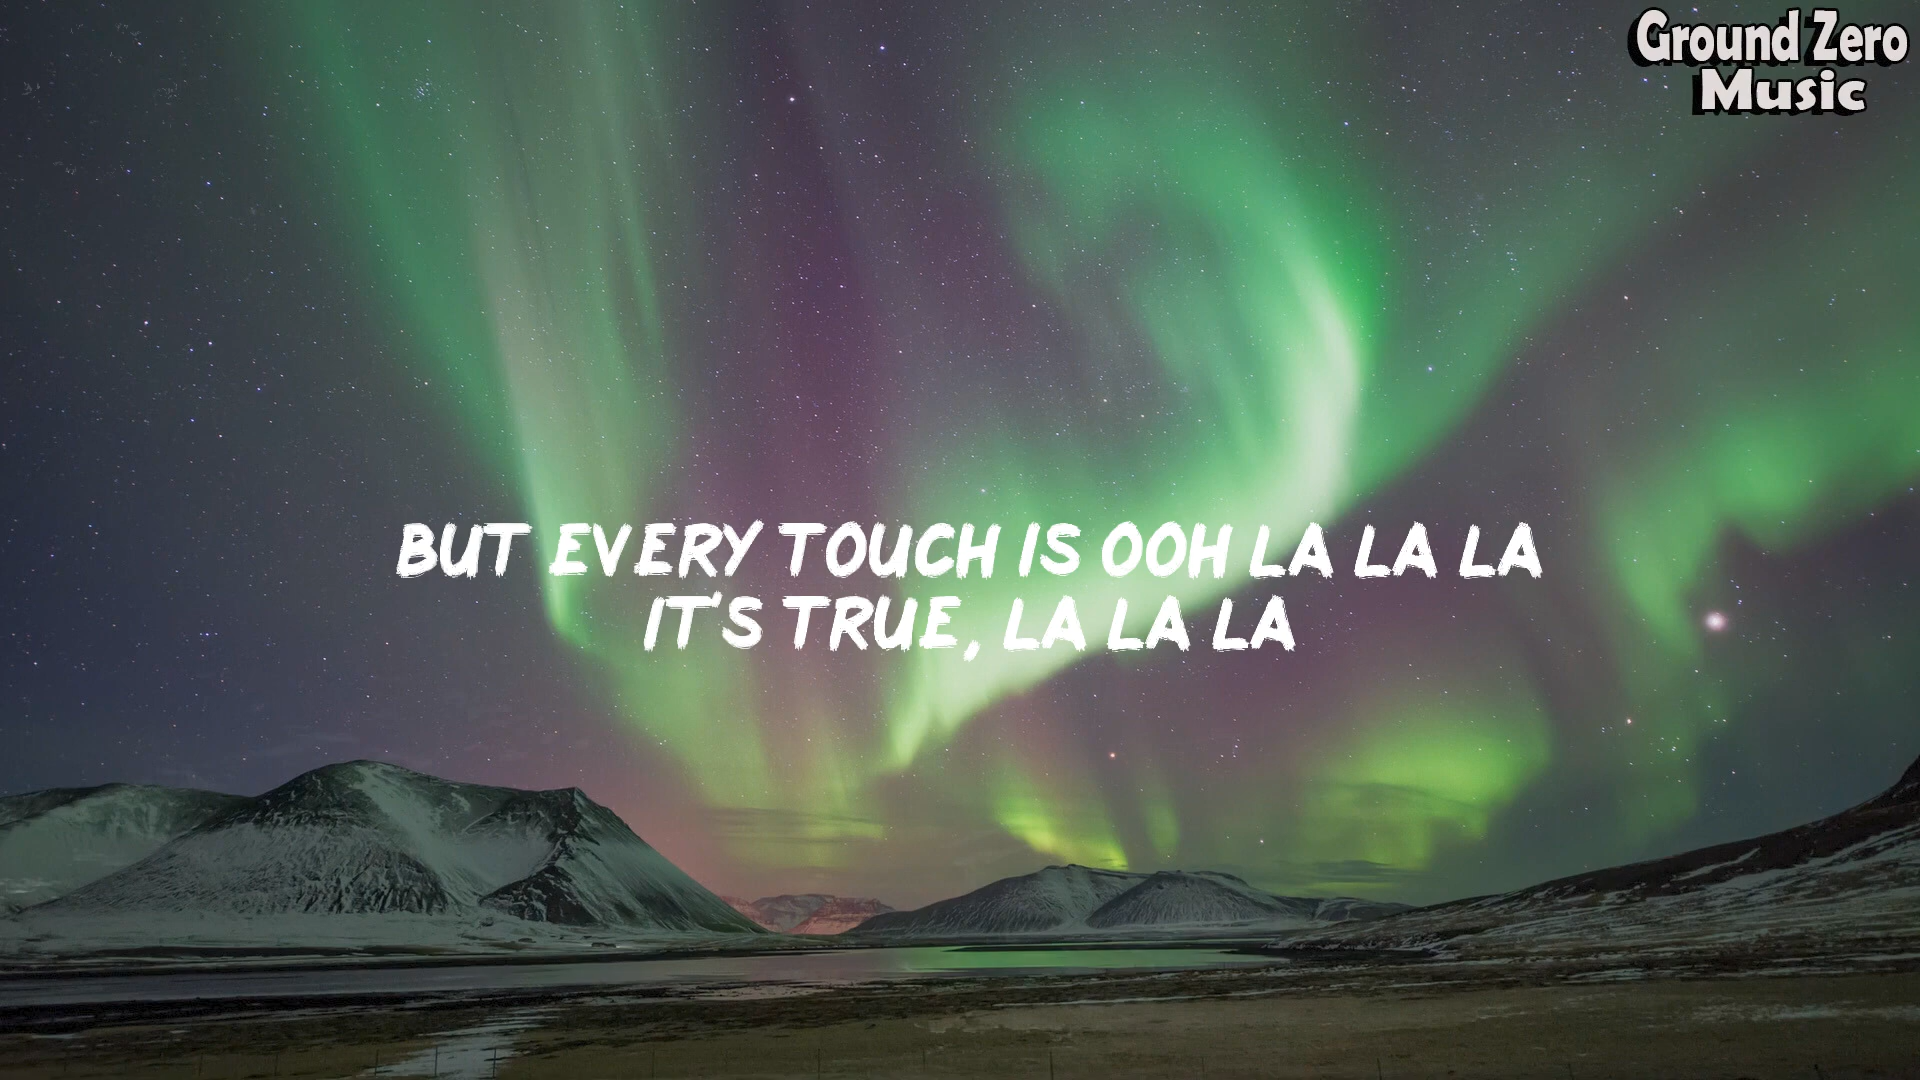 Ground Zero
Music
BUT EVERY TOUCH IS OOH LA LA LA
IT'S TRUE, LA LA LA